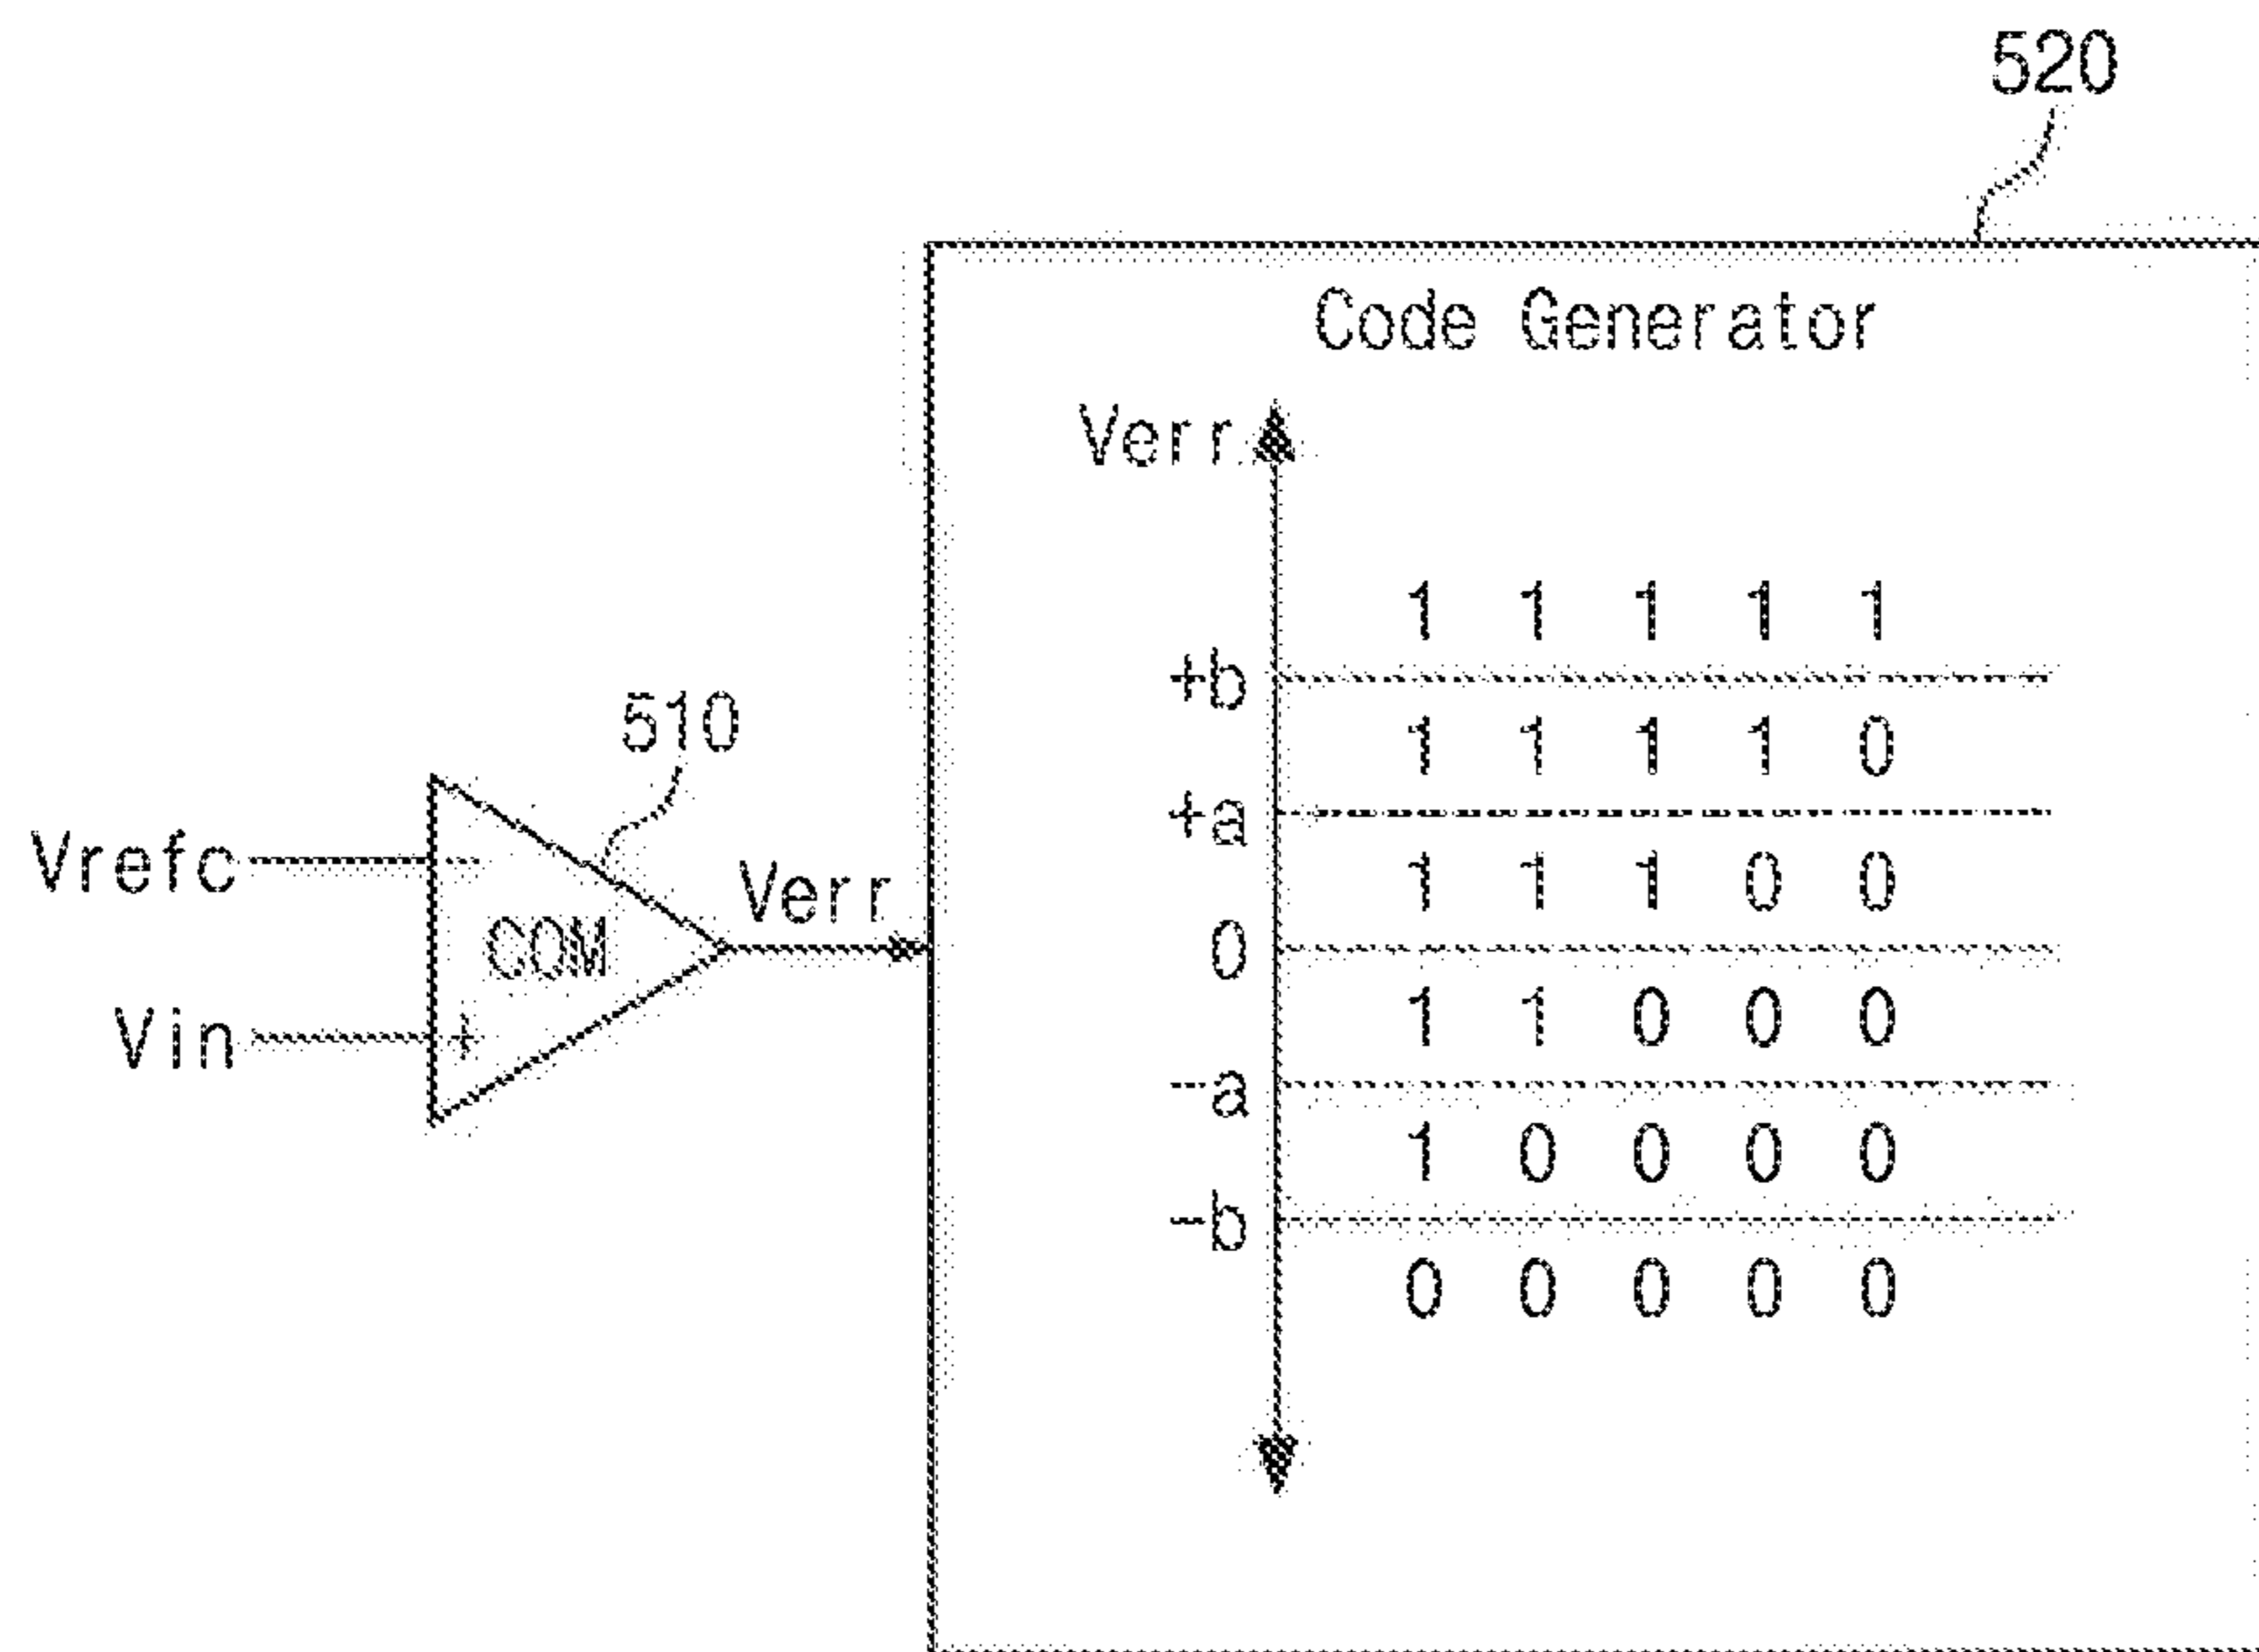 520
Code Generator
Verr
1 1 1 1 1
+b
1 1 1 1 0
+a
1 1 1 0 0
0
1 1 0 0 0
-a
1 0 0 0 0
-b
0 0 0 0 0
510
Vrefc
-
COM
Verr
Vin
+